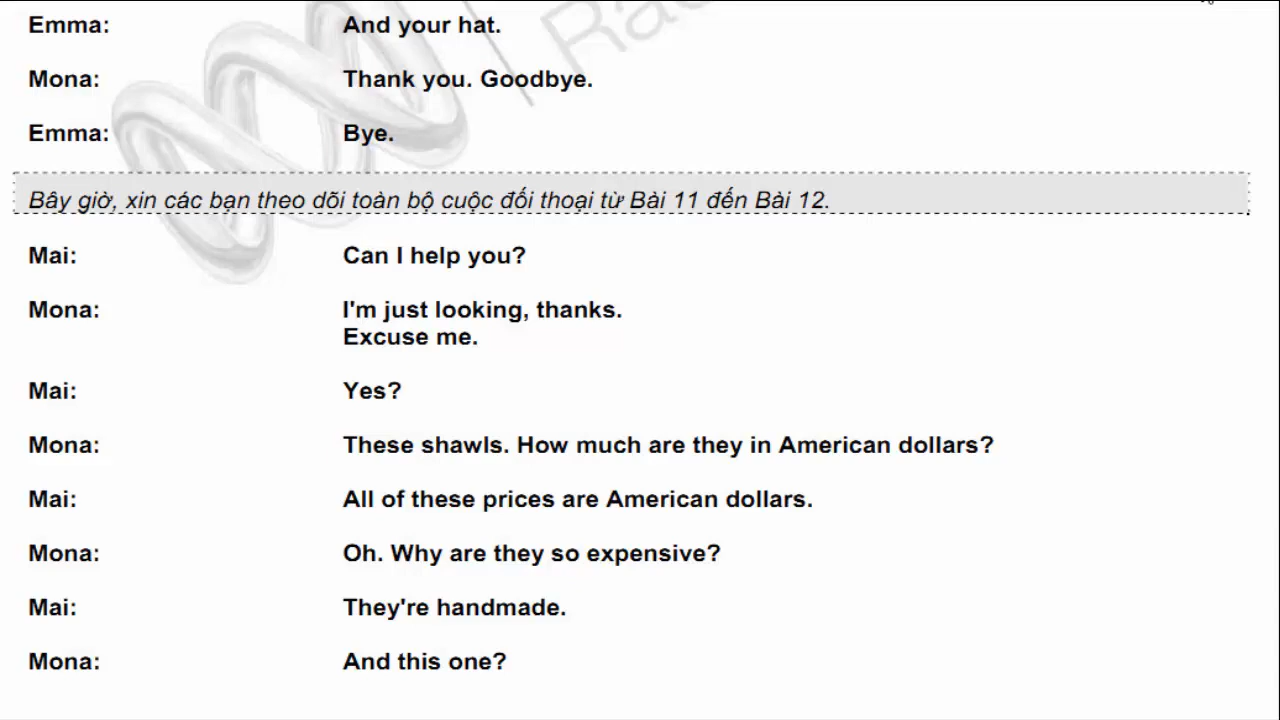 Emma: And your hat.
Mona: Thank you. Goodbye.
Emma: Bye.
Bây giờ, xin các bạn theo dõi toàn bộ cuộc đối thoại từ Bài 11 đến Bài 12.
Mai: Can I help you?
Mona: I'm just looking, thanks.
Excuse me.
Mai: Yes?
Mona: These shawls. How much are they in American dollars?
Mai: All of these prices are American dollars.
Mona: Oh. Why are they so expensive?
Mai: They're handmade.
Mona: And this one?